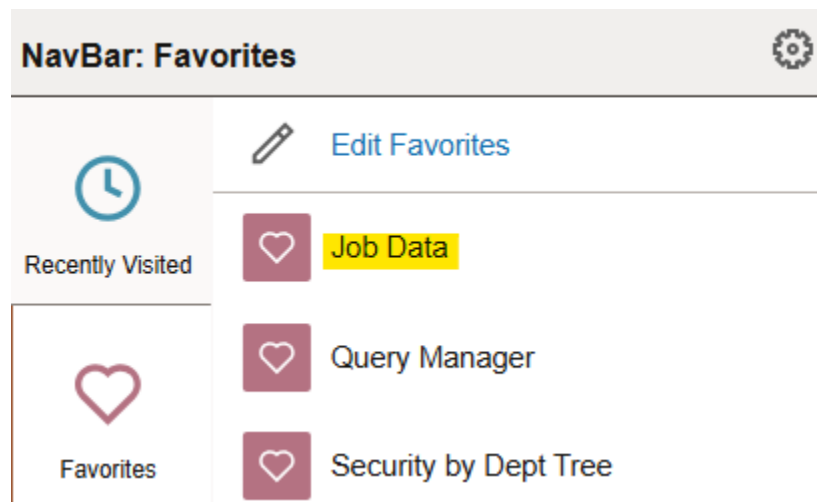 NavBar: Favorites
Edit Favorites
Recently Visited
Job Data
Query Manager
Favorites
Security by Dept Tree